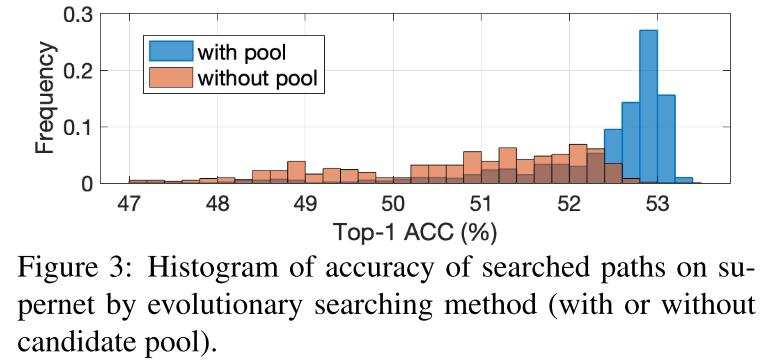 0.3
0.2
0.1
0
Frequency
with pool
without pool
47 48 49 50 51 52 53
Top-1 ACC (%)
Figure 3: Histogram of accuracy of searched paths on su-
pernet by evolutionary searching method (with or without
candidate pool).